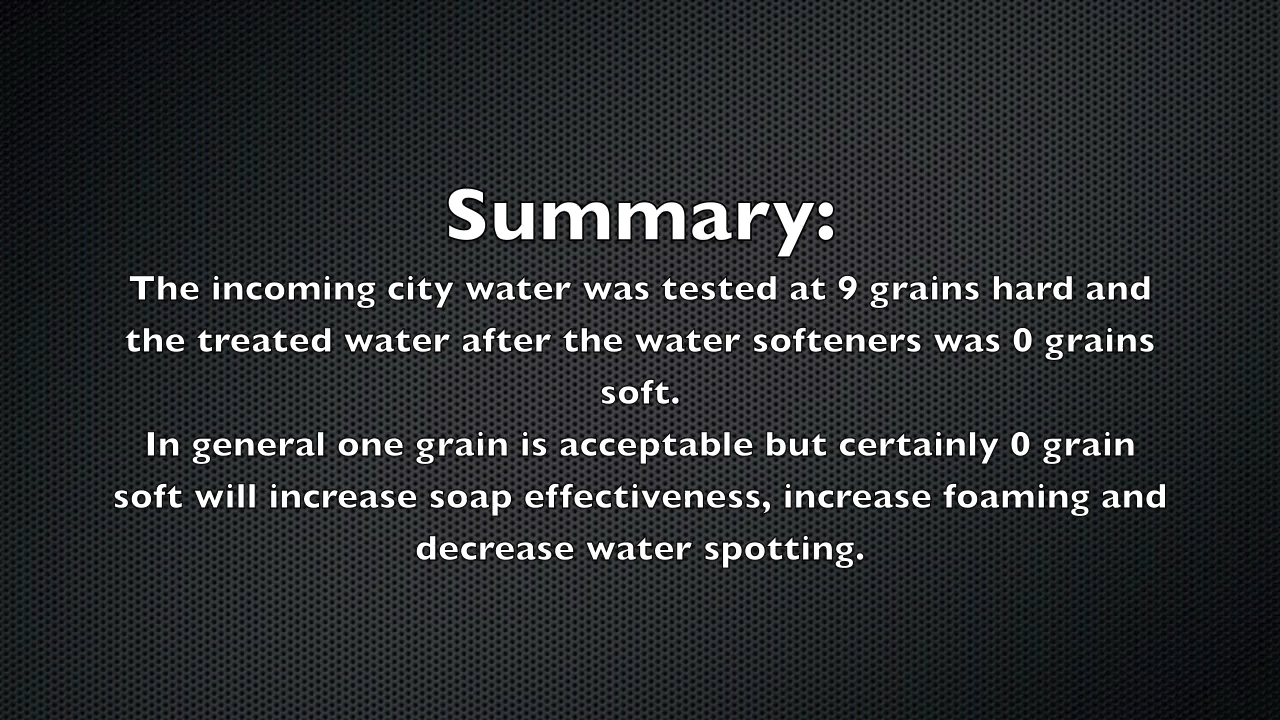 Summary:
The incoming city water was tested at 9 grains hard and
the treated water after the water softeners was 0 grains
soft.
In general one grain is acceptable but certainly 0 grain
soft will increase soap effectiveness, increase foaming and
decrease water spotting.